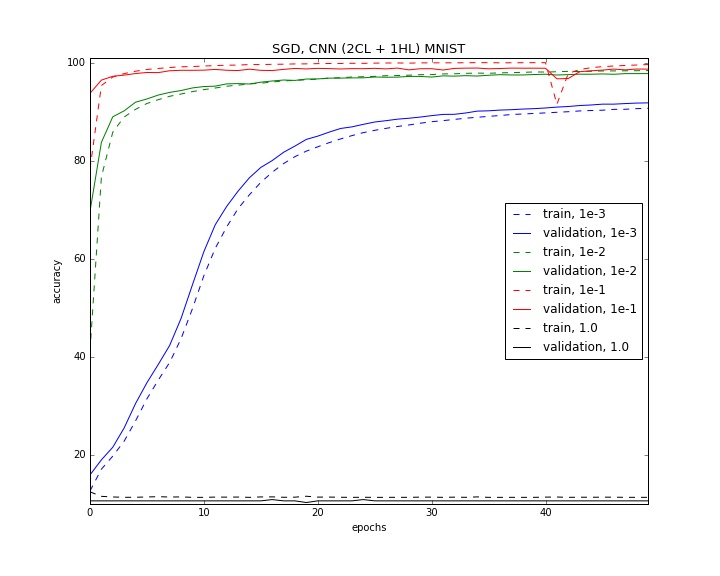 SGD, CNN (2CL + 1HL) MNIST
100
80
60
40
20
accuracy
train, 1e-3
validation, 1e-3
train, 1e-2
validation, 1e-2
train, 1e-1
validation, 1e-1
train, 1.0
validation, 1.0
0 10 20 30 40
epochs